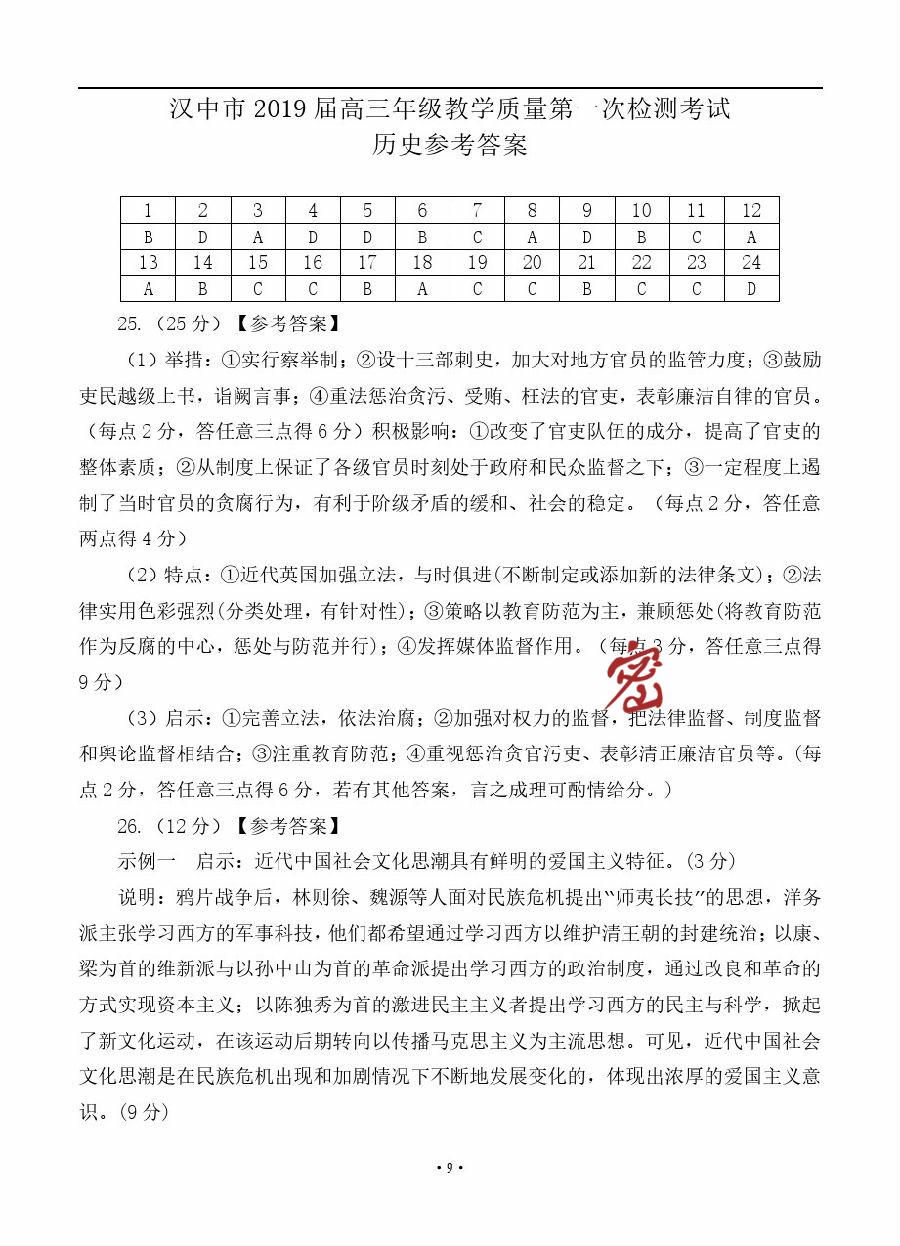 汉中市 2019 届高三年级教学质量第一次检测考试
历史参考答案
1 2 3 4 5 6 7 8 9 10 11 12
B D A D D B C A D B C A
13 14 15 16 17 18 19 20 21 22 23 24
A B C C B A C C B C C D
25.（25 分）【参考答案】
（1）举措：①实行察举制；②设十三部刺史，加大对地方官员的监管力度；③鼓励
吏民越级上书，诣阙言事；④重法惩治贪污、受贿、枉法的官吏，表彰廉洁自律的官员。
（每点 2 分，答任意三点得 6 分）积极影响：①改变了官吏队伍的成分，提高了官吏的
整体素质；②从制度上保证了各级官员时刻处于政府和民众监督之下；③一定程度上遏
制了当时官员的贪腐行为，有利于阶级矛盾的缓和、社会的稳定。（每点 2 分，答任意
两点得 4 分）
（2）特点：①近代英国加强立法，与时俱进(不断制定或添加新的法律条文)；②法
律实用色彩强烈(分类处理，有针对性)；③策略以教育防范为主，兼顾惩处(将教育防范
作为反腐的中心，惩处与防范并行)；④发挥媒体监督作用。（每点 3 分，答任意三点得
9 分）
（3）启示：①完善立法，依法治腐；②加强对权力的监督，把法律监督、制度监督
和舆论监督相结合；③注重教育防范；④重视惩治贪官污吏、表彰清正廉洁官员等。(每
点 2 分，答任意三点得 6 分，若有其他答案，言之成理可酌情给分。)
密
26.（12 分）【参考答案】
示例一 启示：近代中国社会文化思潮具有鲜明的爱国主义特征。(3 分)
说明：鸦片战争后，林则徐、魏源等人面对民族危机提出“师夷长技”的思想，洋务
派主张学习西方的军事科技，他们都希望通过学习西方以维护清王朝的封建统治；以康、
梁为首的维新派与以孙中山为首的革命派提出学习西方的政治制度，通过改良和革命的
方式实现资本主义；以陈独秀为首的激进民主主义者提出学习西方的民主与科学，掀起
了新文化运动，在该运动后期转向以传播马克思主义为主流思想。可见，近代中国社会
文化思潮是在民族危机出现和加剧情况下不断地发展变化的，体现出浓厚的爱国主义意
识。(9 分)
·9·